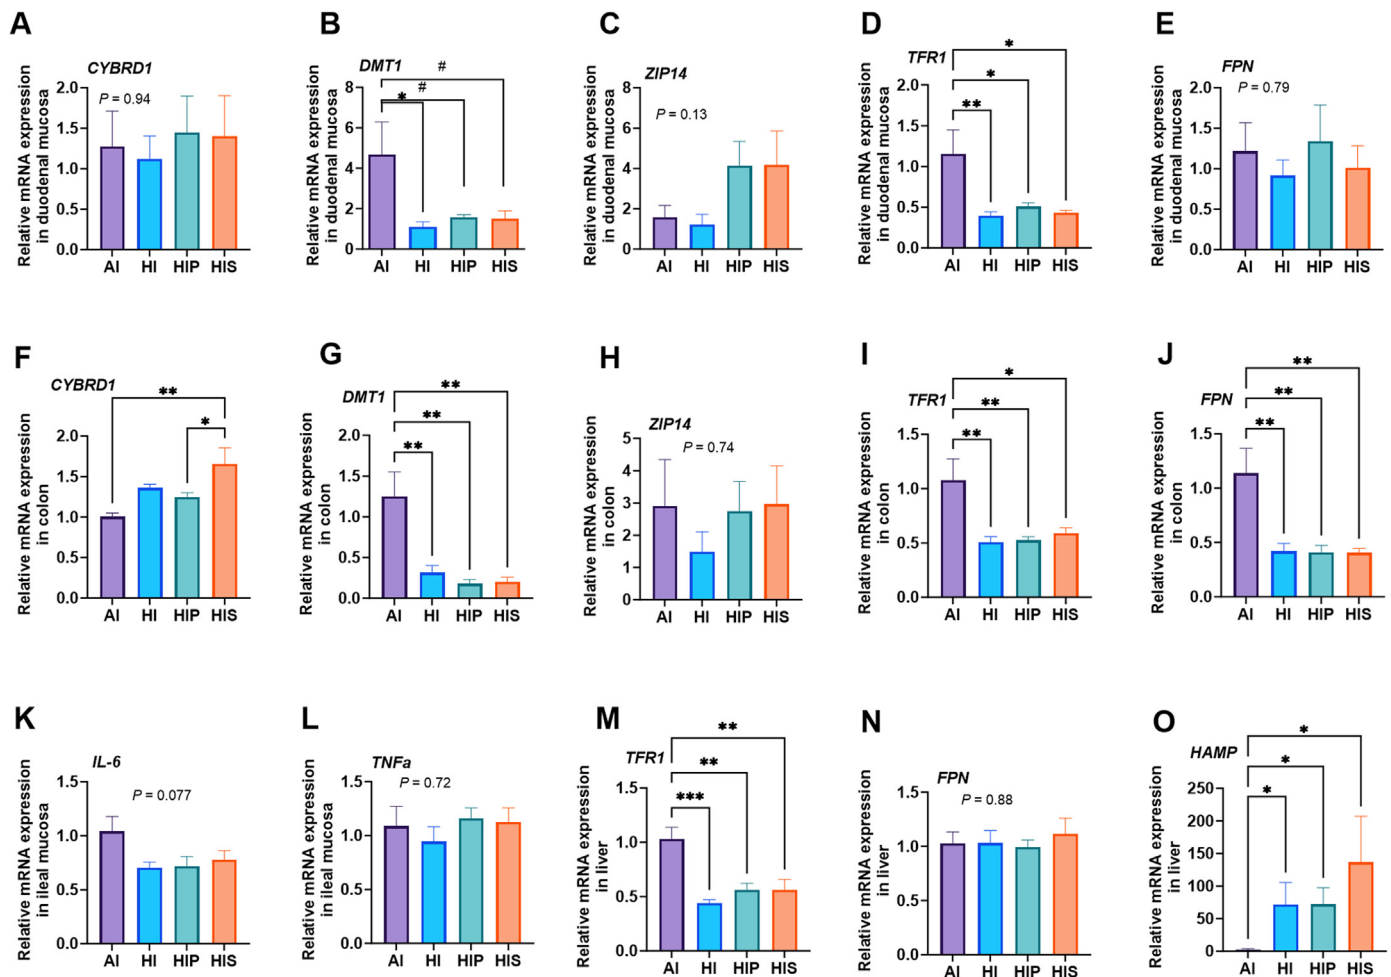 A
CYBRD1
P = 0.94
Relative mRNA expression
in duodenal mucosa
2.0
1.5
1.0
0.5
0.0
AI HI HIP HIS
B
DMT1
#
#
*
Relative mRNA expression
in duodenal mucosa
8
6
4
2
0
AI HI HIP HIS
C
ZIP14
P = 0.13
Relative mRNA expression
in duodenal mucosa
8
6
4
2
0
AI HI HIP HIS
D
TFR1
*
*
**
Relative mRNA expression
in duodenal mucosa
2.0
1.5
1.0
0.5
0.0
AI HI HIP HIS
E
FPN
P = 0.79
Relative mRNA expression
in duodenal mucosa
2.0
1.5
1.0
0.5
0.0
AI HI HIP HIS
F
CYBRD1
**
*
Relative mRNA expression
in colon
2.0
1.5
1.0
0.5
0.0
AI HI HIP HIS
G
DMT1
**
**
**
Relative mRNA expression
in colon
2.0
1.5
1.0
0.5
0.0
AI HI HIP HIS
H
ZIP14
P = 0.74
Relative mRNA expression
in colon
5
4
3
2
1
0
AI HI HIP HIS
I
TFR1
*
**
**
Relative mRNA expression
in colon
1.5
1.0
0.5
0.0
AI HI HIP HIS
J
FPN
**
**
**
Relative mRNA expression
in colon
1.5
1.0
0.5
0.0
AI HI HIP HIS
K
IL-6
P = 0.077
Relative mRNA expression
in ileal mucosa
1.5
1.0
0.5
0.0
AI HI HIP HIS
L
TNFa
P = 0.72
Relative mRNA expression
in ileal mucosa
1.5
1.0
0.5
0.0
AI HI HIP HIS
M
TFR1
**
**
***
Relative mRNA expression
in liver
1.5
1.0
0.5
0.0
AI HI HIP HIS
N
FPN
P = 0.88
Relative mRNA expression
in liver
1.5
1.0
0.5
0.0
AI HI HIP HIS
O
HAMP
*
*
*
Relative mRNA expression
in liver
250
200
150
100
50
0
AI HI HIP HIS